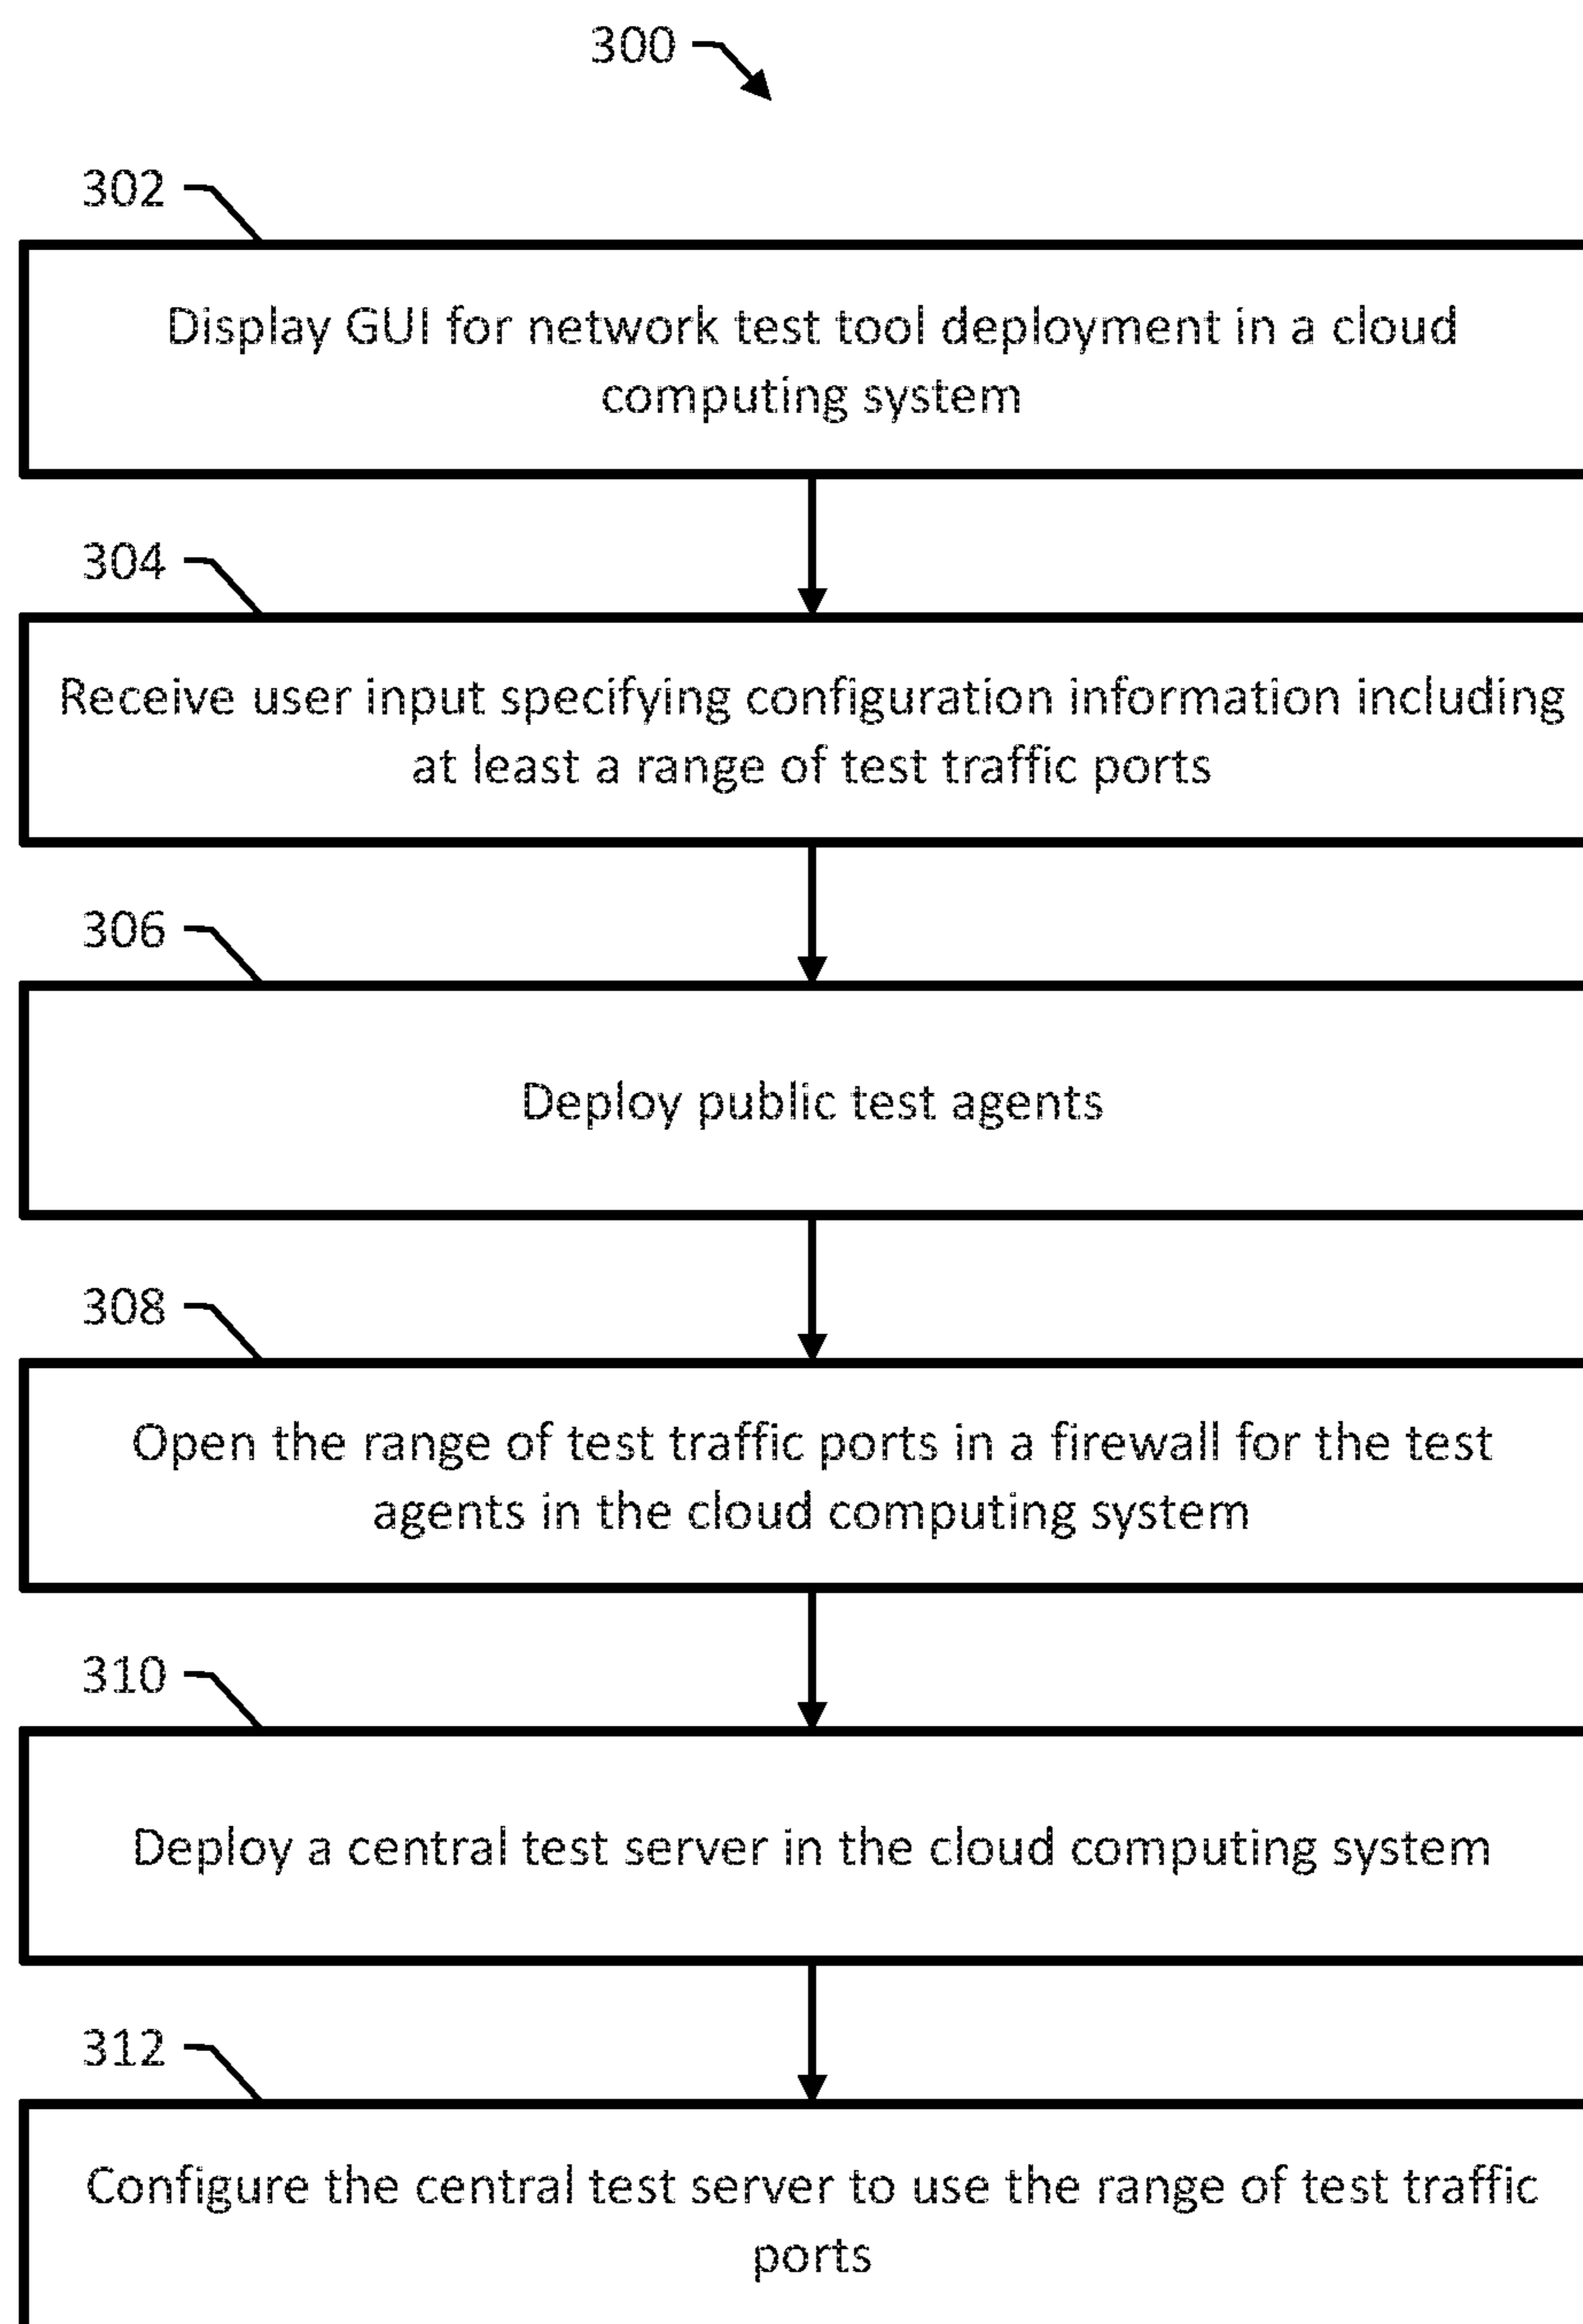 300
302
Display GUI for network test tool deployment in a cloud
computing system
304
Receive user input specifying configuration information including
at least a range of test traffic ports
306
Deploy public test agents
308
Open the range of test traffic ports in a firewall for the test
agents in the cloud computing system
310
Deploy a central test server in the cloud computing system
312
Configure the central test server to use the range of test traffic
ports